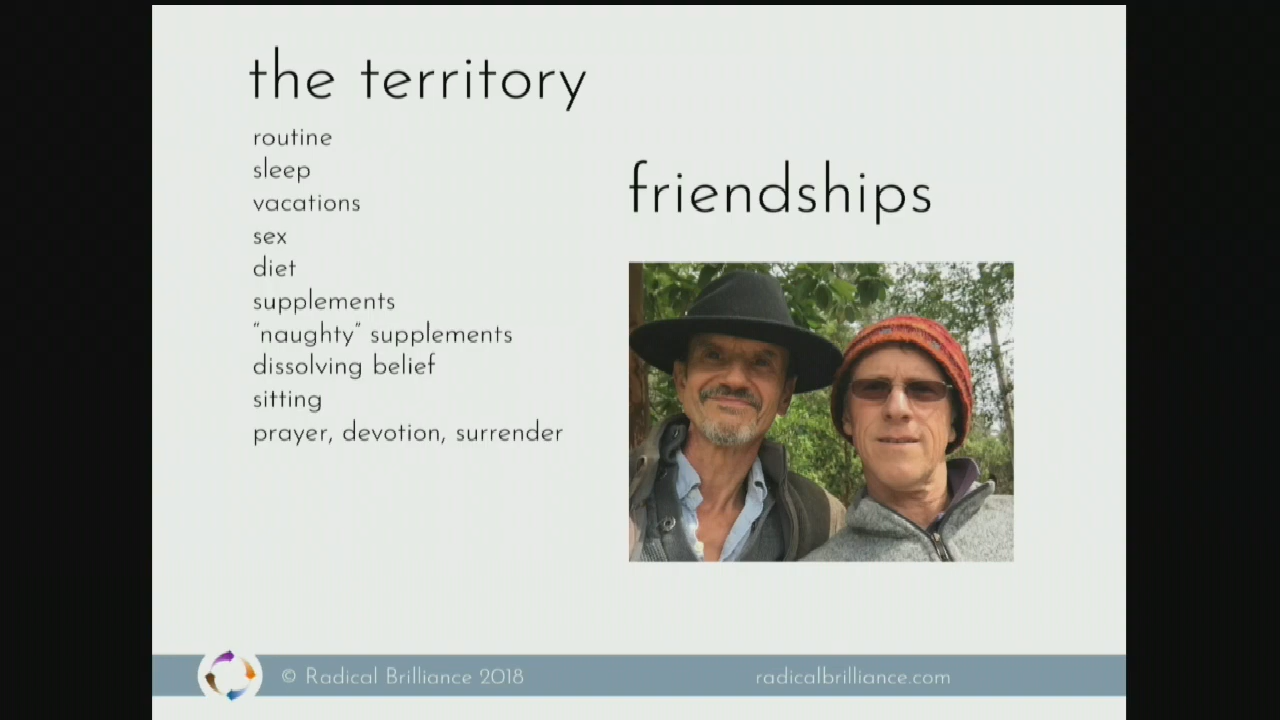 the territory
routine
sleep
vacations
sex
diet
supplements
“naughty” supplements
dissolving belief
sitting
prayer, devotion, surrender
friendships
© Radical Brilliance 2018
radicalbrilliance.com